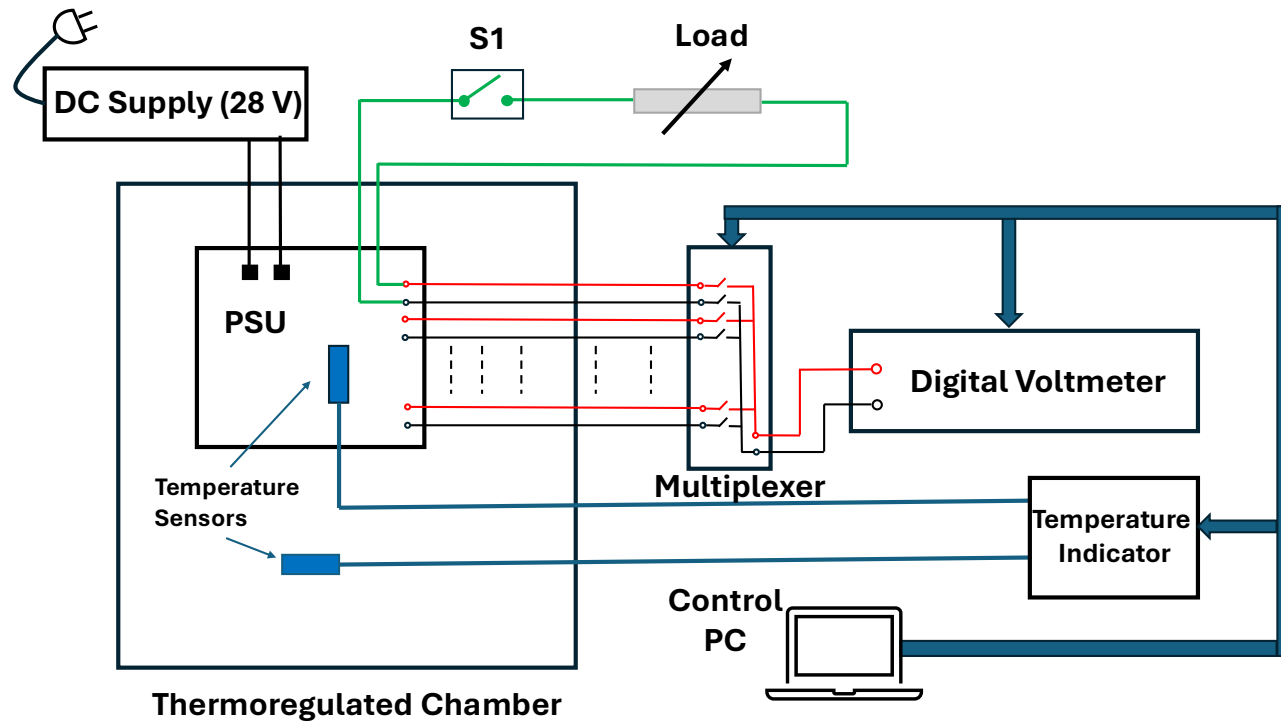 S1
Load
DC Supply (28 V)
PSU
Digital Voltmeter
Temperature
Sensors
Multiplexer
Temperature
Indicator
Control
PC
Thermoregulated Chamber